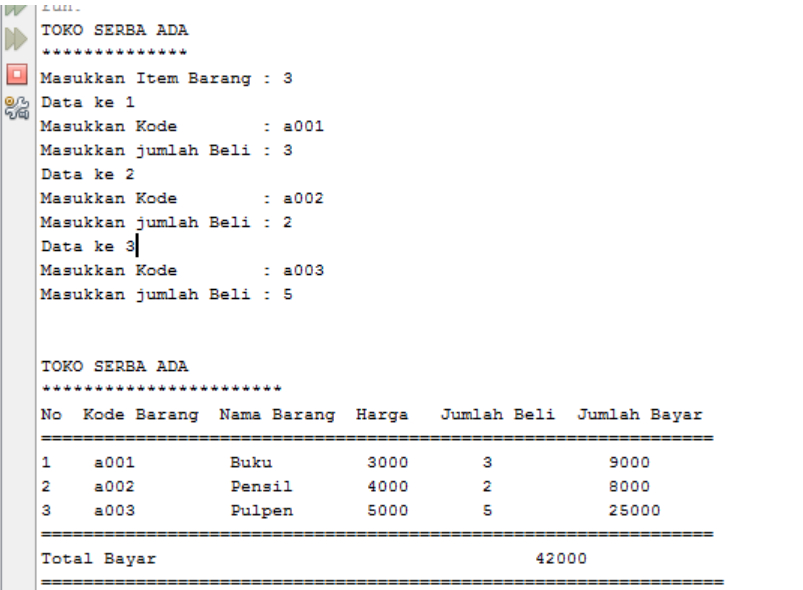 run:
TOKO SERBA ADA
**************
Masukkan Item Barang : 3
Data ke 1
Masukkan Kode        : a001
Masukkan jumlah Beli : 3
Data ke 2
Masukkan Kode        : a002
Masukkan jumlah Beli : 2
Data ke 3
Masukkan Kode        : a003
Masukkan jumlah Beli : 5
TOKO SERBA ADA
***********************
No  Kode Barang  Nama Barang  Harga   Jumlah Beli  Jumlah Bayar
================================================================
1    a001         Buku         3000       3           9000
2    a002         Pensil       4000       2           8000
3    a003         Pulpen       5000       5           25000
================================================================
Total Bayar                                    42000
=================================================================